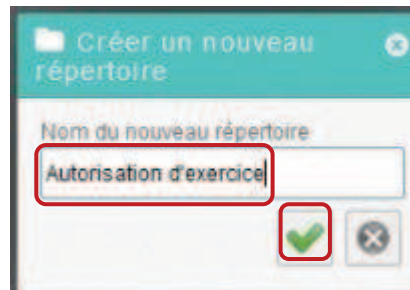 Créer un nouveau
répertoire
Nom du nouveau répertoire
Autorisation d'exercice